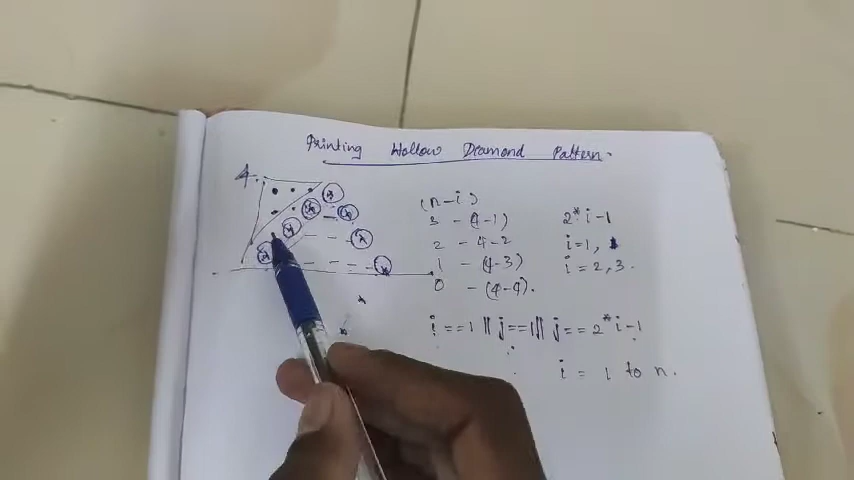 Printing Hollow Diamond Pattern.
4
(n-i)
3 - (4-1)
2 - 4-2
1 - (4-3)
0 - (4-4).
2*i-1
i=1,
i=2,3.
i==1 || j==1 || j==2*i-1
i = 1 to n.